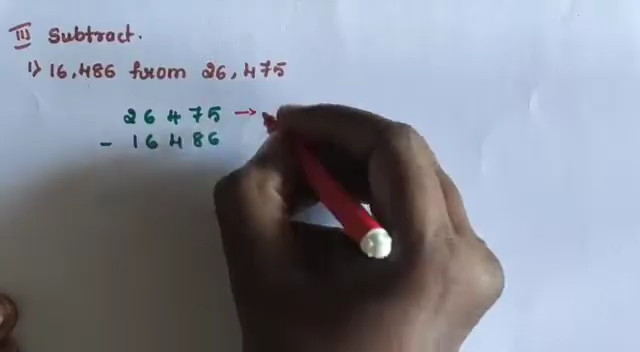 III) Subtract.
1) 16,486 from 26,475
26475 →
- 16486